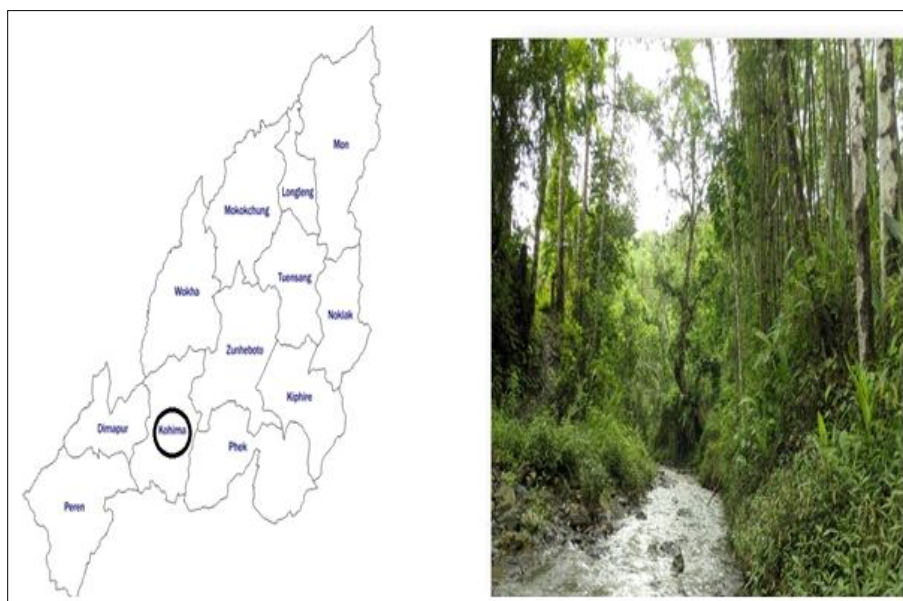 Mon
Longleng
Mokokchung
Tuensang
Wokha
Noklak
Zunheboto
Kiphire
Dimapur
Kohima
Phek
Peren